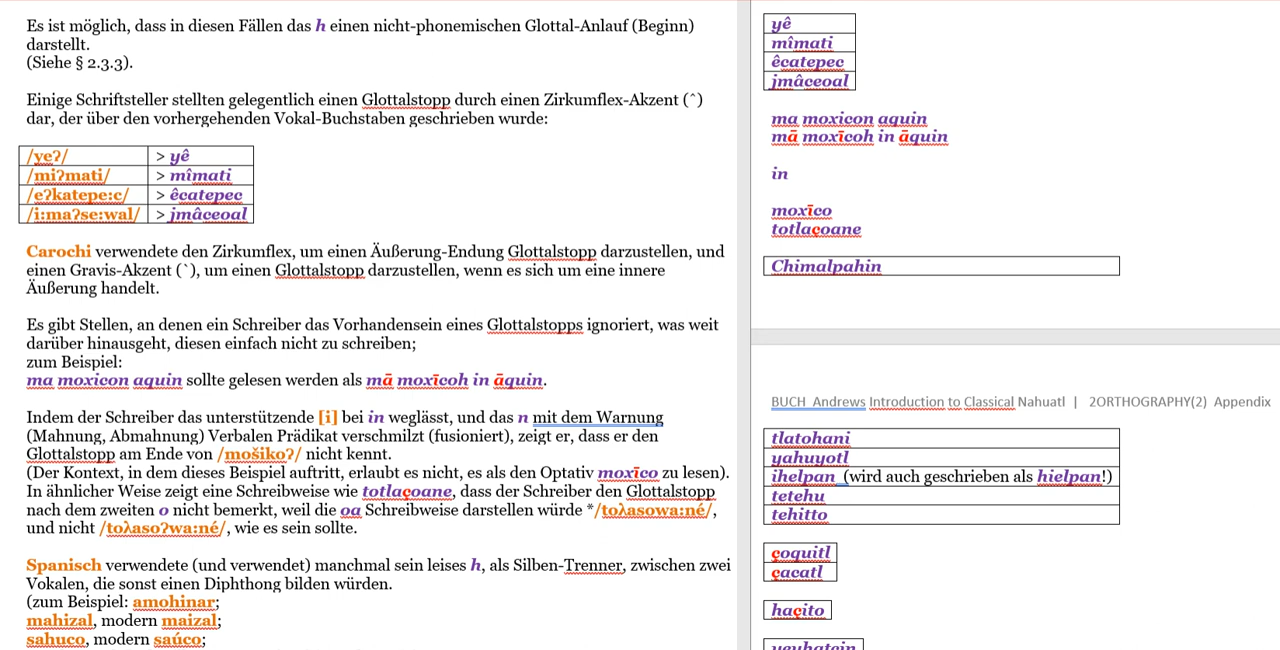 Es ist möglich, dass in diesen Fällen das h einen nicht-phonemischen Glottal-Anlauf (Beginn)
darstellt.
(Siehe § 2.3.3).
Einige Schriftsteller stellten gelegentlich einen Glottalstopp durch einen Zirkumflex-Akzent (^)
dar, der über den vorhergehenden Vokal-Buchstaben geschrieben wurde:
/yeʔ/ > yê
/miʔmati/ > mîmati
/eʔkatepe:c/ > êcatepec
/i:maʔse:wal/ > jmâceoal
Carochi verwendete den Zirkumflex, um einen Äußerung-Endung Glottalstopp darzustellen, und
einen Gravis-Akzent (`), um einen Glottalstopp darzustellen, wenn es sich um eine innere
Äußerung handelt.
Es gibt Stellen, an denen ein Schreiber das Vorhandensein eines Glottalstopps ignoriert, was weit
darüber hinausgeht, diesen einfach nicht zu schreiben;
zum Beispiel:
ma moxicon aquin sollte gelesen werden als mā moxīcoh in āquin.
Indem der Schreiber das unterstützende [i] bei in weglässt, und das n mit dem Warnung
(Mahnung, Abmahnung) Verbalen Prädikat verschmilzt (fusioniert), zeigt er, dass er den
Glottalstopp am Ende von /mošikoʔ/ nicht kennt.
(Der Kontext, in dem dieses Beispiel auftritt, erlaubt es nicht, es als den Optativ moxīco zu lesen).
In ähnlicher Weise zeigt eine Schreibweise wie totlaçoane, dass der Schreiber den Glottalstopp
nach dem zweiten o nicht bemerkt, weil die oa Schreibweise darstellen würde */toλasowa:né/,
und nicht /toλasoʔwa:né/, wie es sein sollte.
Spanisch verwendete (und verwendet) manchmal sein leises h, als Silben-Trenner, zwischen zwei
Vokalen, die sonst einen Diphthong bilden würden.
(zum Beispiel: amohinar;
mahizal, modern maizal;
sahuco, modern saúco;
yê
mîmati
êcatepec
jmâceoal
ma moxicon aquin
mā moxīcoh in āquin
in
moxīco
totlaçoane
Chimalpahin
BUCH Andrews Introduction to Classical Nahuatl | 2ORTHOGRAPHY(2) Appendix
tlatohani
yahuyotl
ihelpan (wird auch geschrieben als hielpan!)
tetehu
tehitto
çoquitl
çacatl
haçito